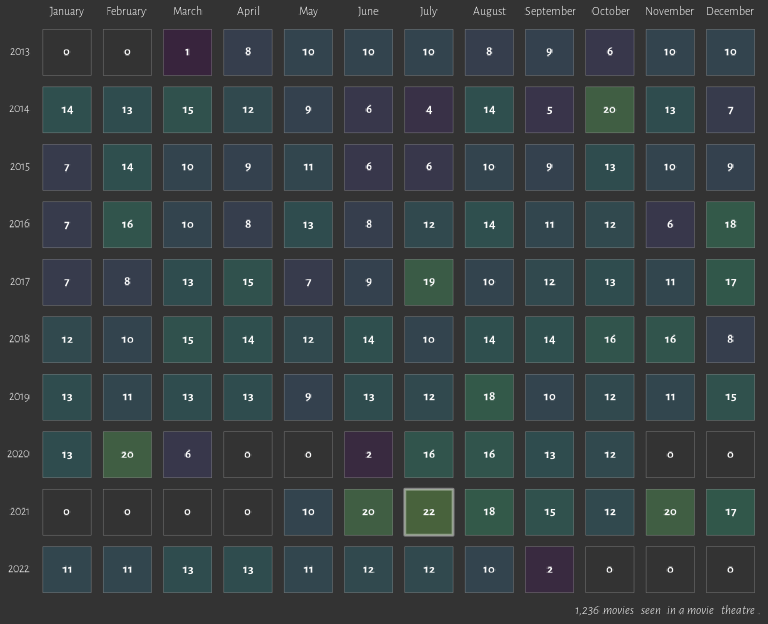 January February March April May June July August September October November December
2013 0 0 1 8 10 10 10 8 9 6 10 10
2014 14 13 15 12 9 6 4 14 5 20 13 7
2015 7 14 10 9 11 6 6 10 9 13 10 9
2016 7 16 10 8 13 8 12 14 11 12 6 18
2017 7 8 13 15 7 9 19 10 12 13 11 17
2018 12 10 15 14 12 14 10 14 14 16 16 8
2019 13 11 13 13 9 13 12 18 10 12 11 15
2020 13 20 6 0 0 2 16 16 13 12 0 0
2021 0 0 0 0 10 20 22 18 15 12 20 17
2022 11 11 13 13 11 12 12 10 2 0 0 0
1,236 movies seen in a movie theatre .